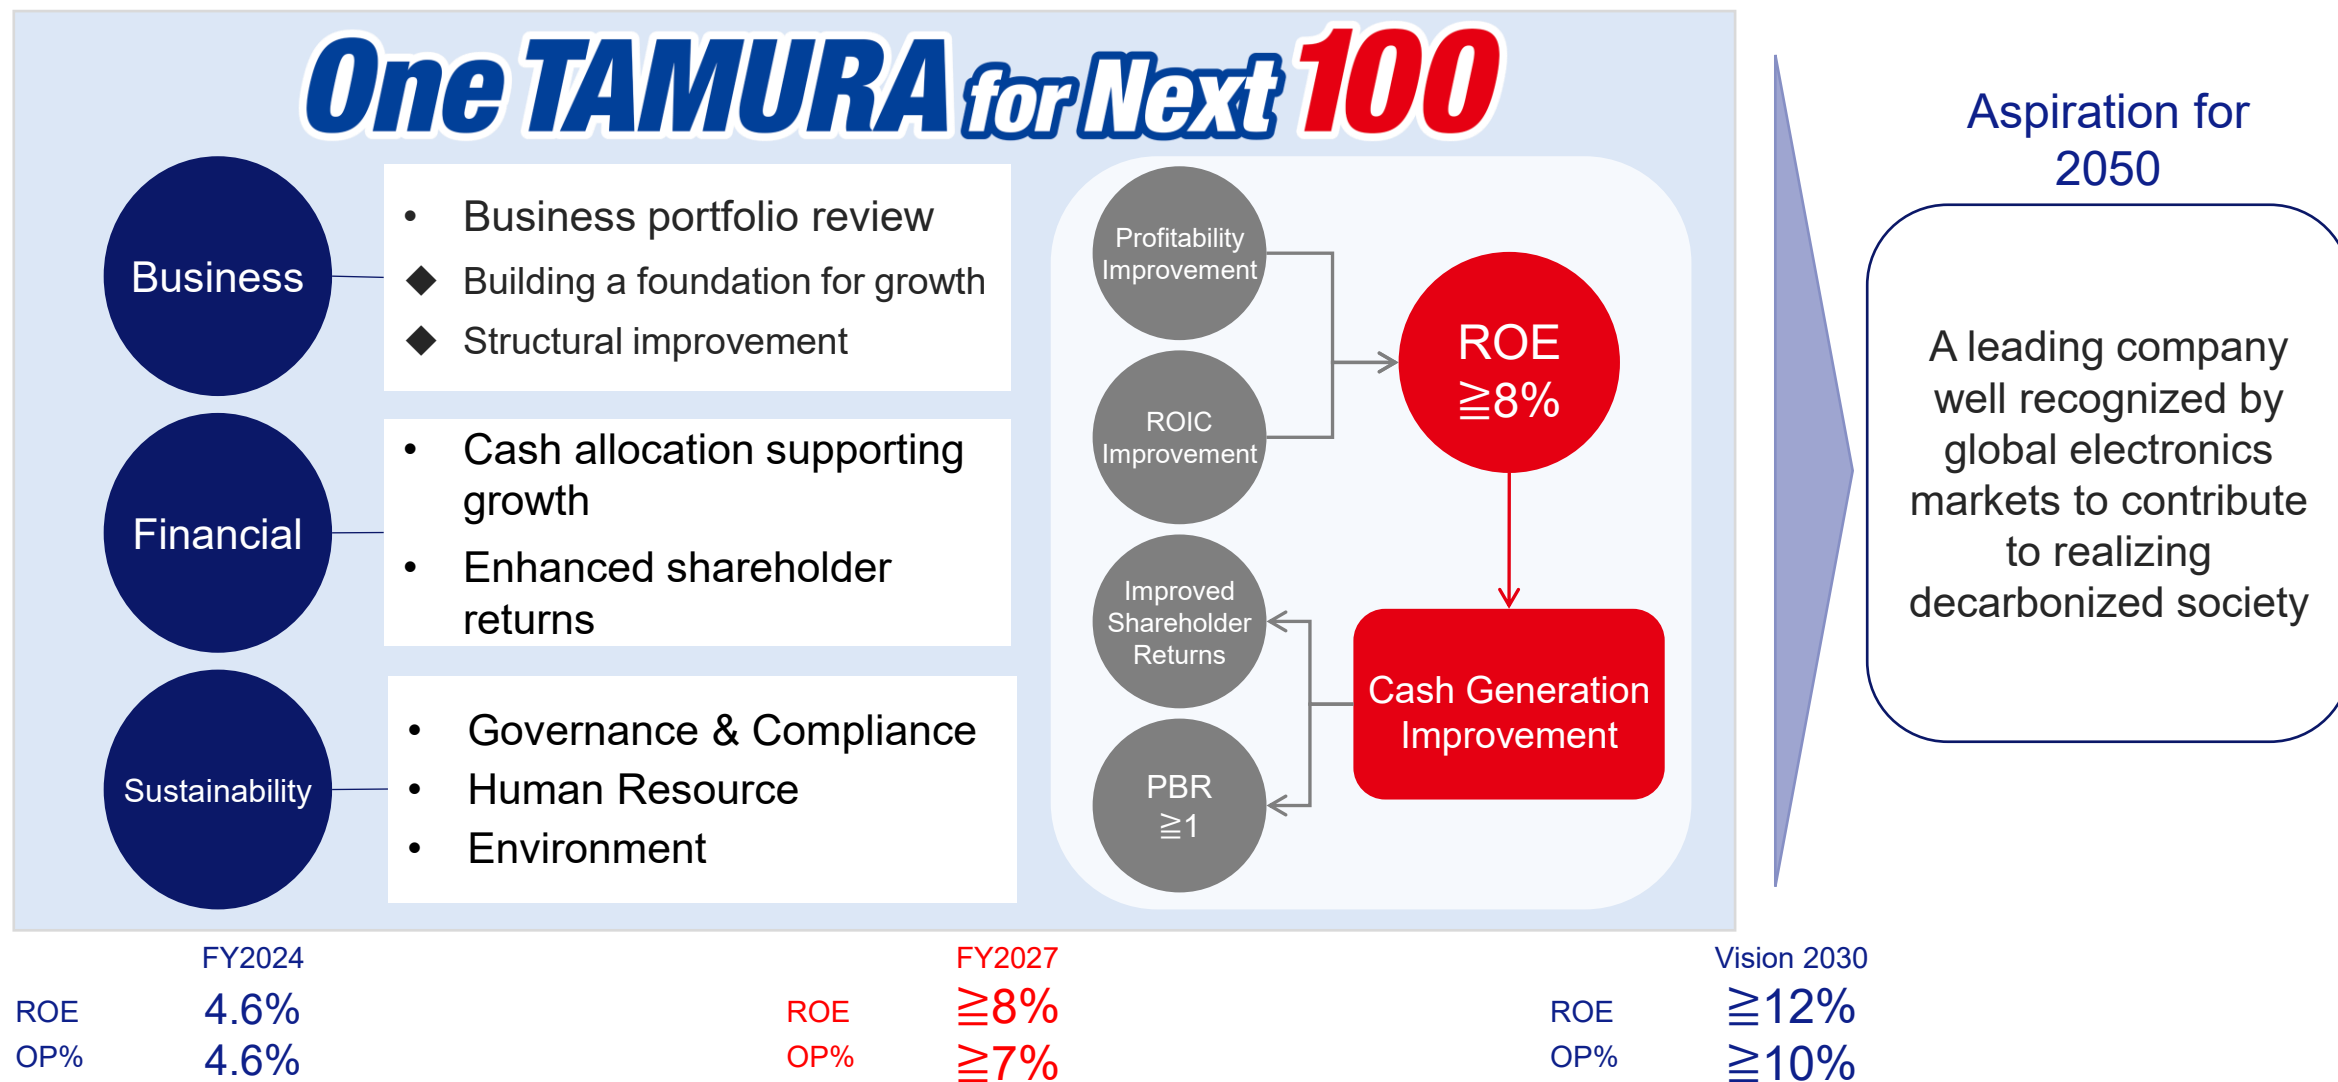 One TAMURA for Next 100
Business
• Business portfolio review
◆ Building a foundation for growth
◆ Structural improvement
Financial
• Cash allocation supporting
growth
• Enhanced shareholder
returns
Sustainability
• Governance & Compliance
• Human Resource
• Environment
Profitability
Improvement
ROIC
Improvement
ROE
≧8%
Improved
Shareholder
Returns
PBR
≧1
Cash Generation
Improvement
Aspiration for
2050
A leading company
well recognized by
global electronics
markets to contribute
to realizing
decarbonized society
FY2024
ROE 4.6%
OP% 4.6%
FY2027
ROE ≧8%
OP% ≧7%
Vision 2030
ROE ≧12%
OP% ≧10%